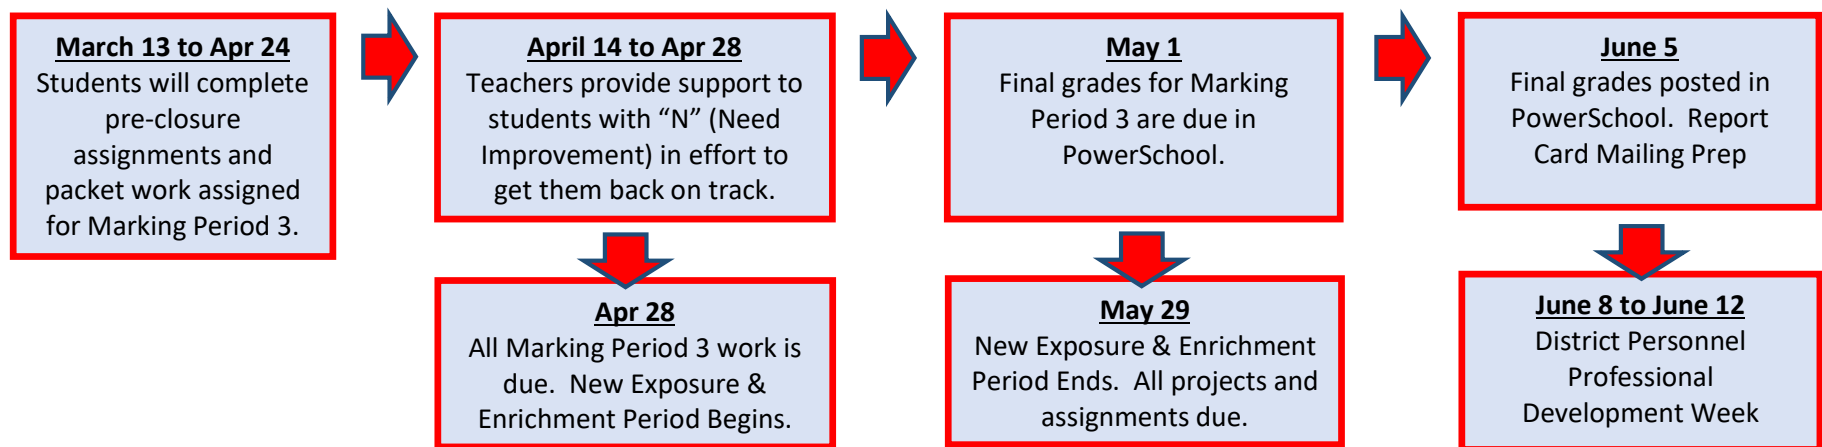 March 13 to Apr 24
Students will complete
pre-closure
assignments and
packet work assigned
for Marking Period 3.
April 14 to Apr 28
Teachers provide support to
students with “N” (Need
Improvement) in effort to
get them back on track.
May 1
Final grades for Marking
Period 3 are due in
PowerSchool.
June 5
Final grades posted in
PowerSchool.  Report
Card Mailing Prep
Apr 28
All Marking Period 3 work is
due.  New Exposure &
Enrichment Period Begins.
May 29
New Exposure & Enrichment
Period Ends.  All projects and
assignments due.
June 8 to June 12
District Personnel
Professional
Development Week